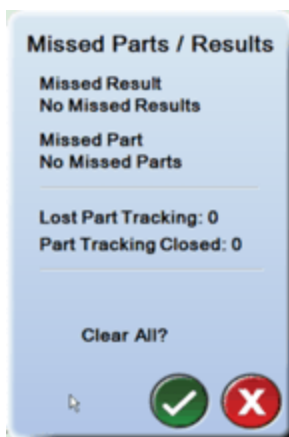 Missed Parts / Results
Missed Result
No Missed Results
Missed Part
No Missed Parts
Lost Part Tracking: 0
Part Tracking Closed: 0
Clear All?